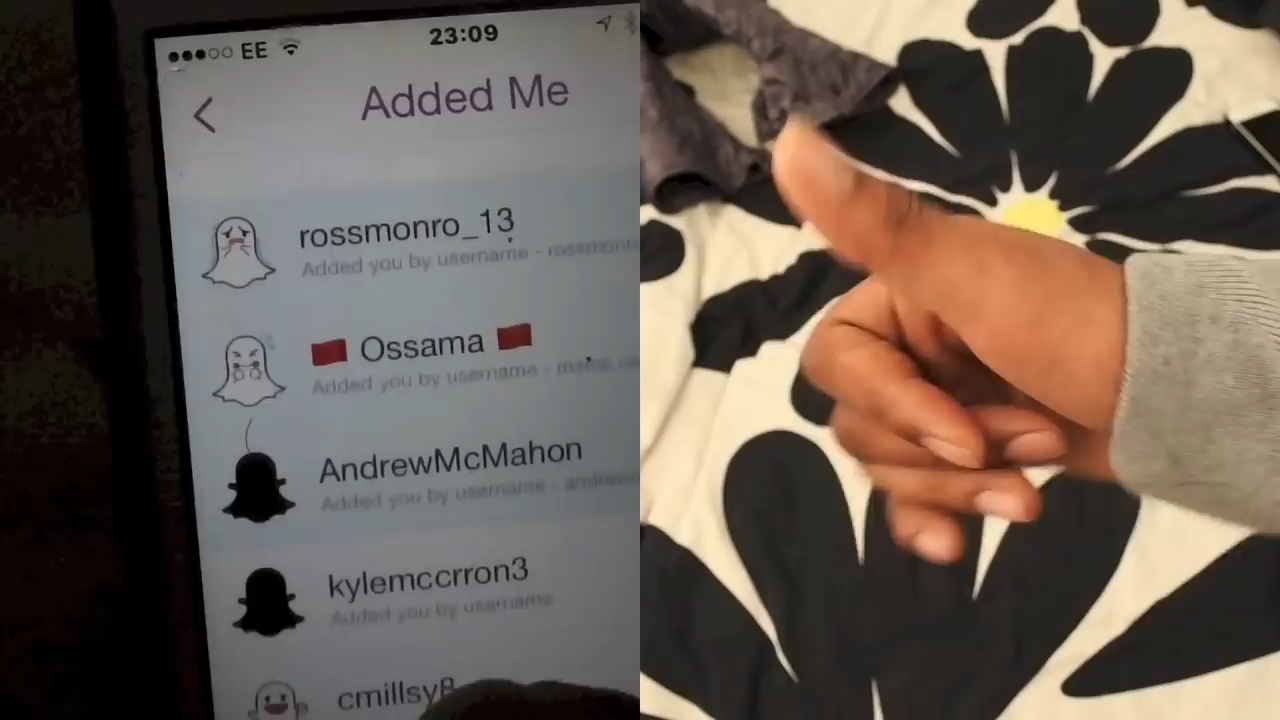 EE 23:09
Added Me
rossmonro_13
Added you by username -
Ossama
Added you by username -
AndrewMcMahon
Added you by username -
kylemccrron3
Added you by username